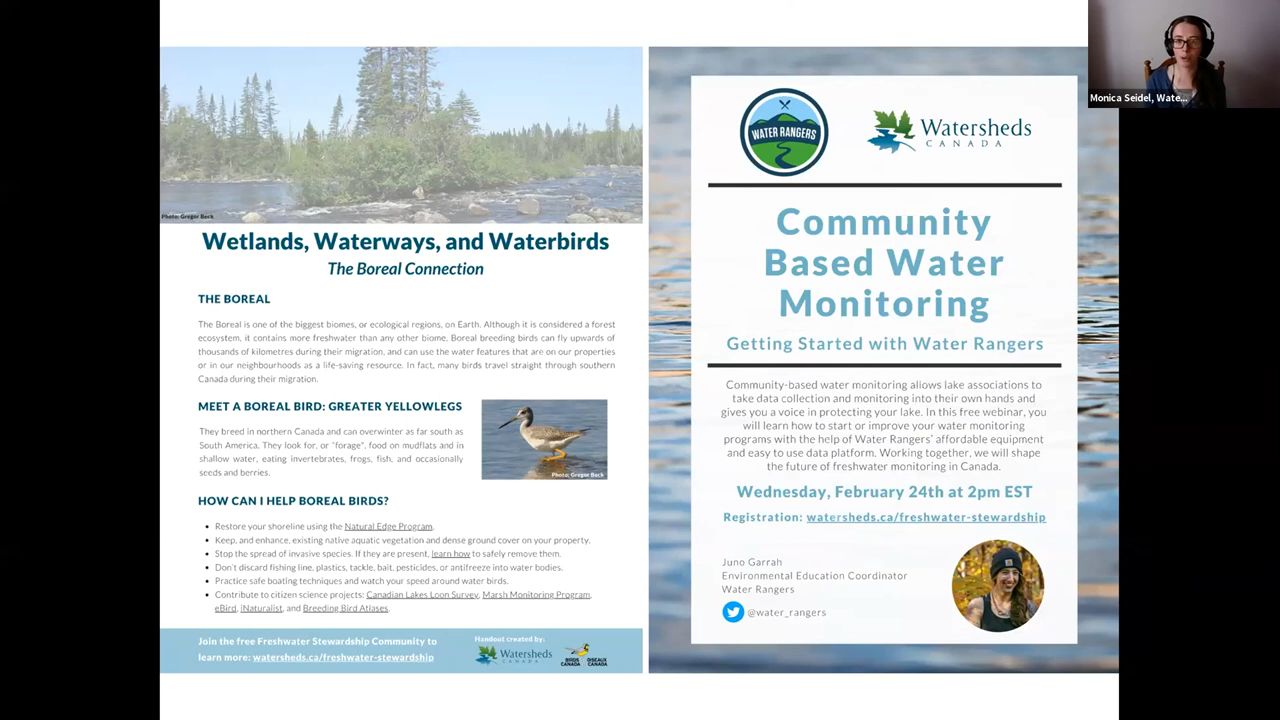 Photo: Greger Beck
Wetlands, Waterways, and Waterbirds
The Boreal Connection
THE BOREAL
The Boreal is one of the biggest biomes, or ecological regions, on Earth. Although it is considered a forest
ecosystem, it contains more freshwater than any other biome. Boreal breeding birds can fly upwards of
thousands of kilometres during their migration, and can use the water features that are on our properties
or in our neighbourhoods as a life-saving resource. In fact, many birds travel straight through southern
Canada during their migration.
MEET A BOREAL BIRD: GREATER YELLOWLEGS
They breed in northern Canada and can overwinter as far south as
South America. They look for, or "forage", food on mudflats and in
shallow water, eating invertebrates, frogs, fish, and occasionally
seeds and berries.
Photo: Gregor Beck
HOW CAN I HELP BOREAL BIRDS?
• Restore your shoreline using the Natural Edge Program.
• Keep, and enhance, existing native aquatic vegetation and dense ground cover on your property.
• Stop the spread of invasive species. If they are present, learn how to safely remove them.
• Don't discard fishing line, plastics, tackle, bait, pesticides, or antifreeze into water bodies.
• Practice safe boating techniques and watch your speed around water birds.
• Contribute to citizen science projects: Canadian Lakes Loon Survey, Marsh Monitoring Program,
eBird, iNaturalist, and Breeding Bird Atlases.
Join the free Freshwater Stewardship Community to
learn more: watersheds.ca/freshwater-stewardship
Handout created by:
Watersheds
CANADA
BIRDS CANADA
OISEAUX CANADA
WATER RANGERS
Watersheds
CANADA
Community
Based Water
Monitoring
Getting Started with Water Rangers
Community-based water monitoring allows lake associations to
take data collection and monitoring into their own hands and
gives you a voice in protecting your lake. In this free webinar, you
will learn how to start or improve your water monitoring
programs with the help of Water Rangers' affordable equipment
and easy to use data platform. Working together, we will shape
the future of freshwater monitoring in Canada.
Wednesday, February 24th at 2pm EST
Registration: watersheds.ca/freshwater-stewardship
Juno Garrah
Environmental Education Coordinator
Water Rangers
@water_rangers
Monica Seidel, Wate...